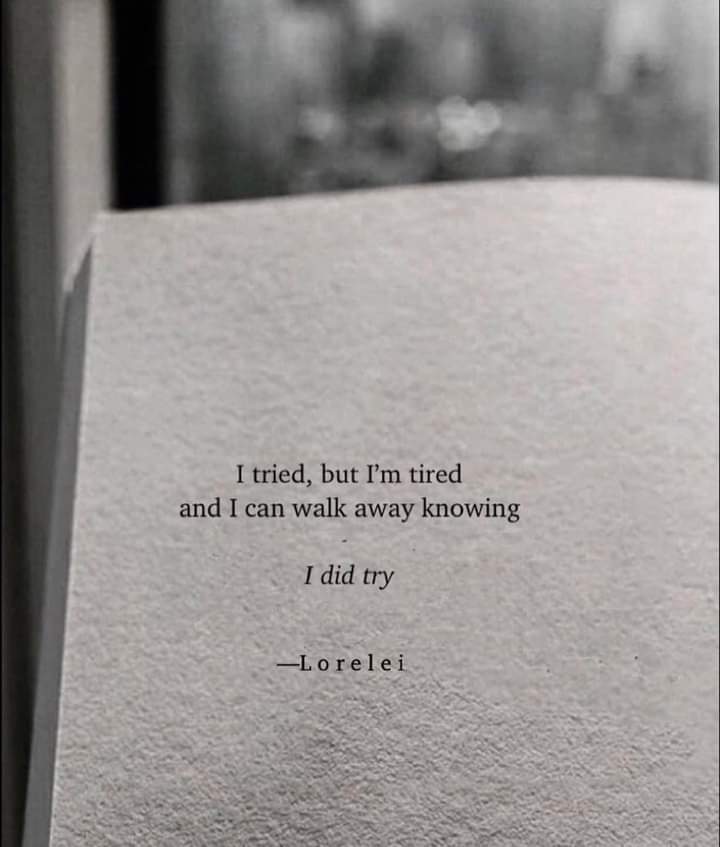 I tried, but I’m tired
and I can walk away knowing
I did try
—Lorelei